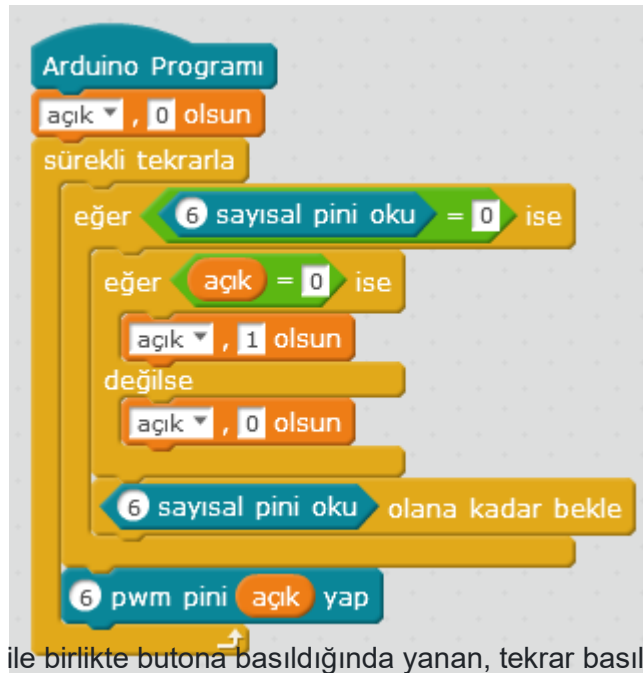 Arduino Programı
açık , 0 olsun
sürekli tekrarla
eğer 6 sayısal pini oku = 0 ise
eğer açık = 0 ise
açık , 1 olsun
değilse
açık , 0 olsun
6 sayısal pini oku olana kadar bekle
6 pwm pini açık yap
ile birlikte butona basıldığında yanan, tekrar basıl